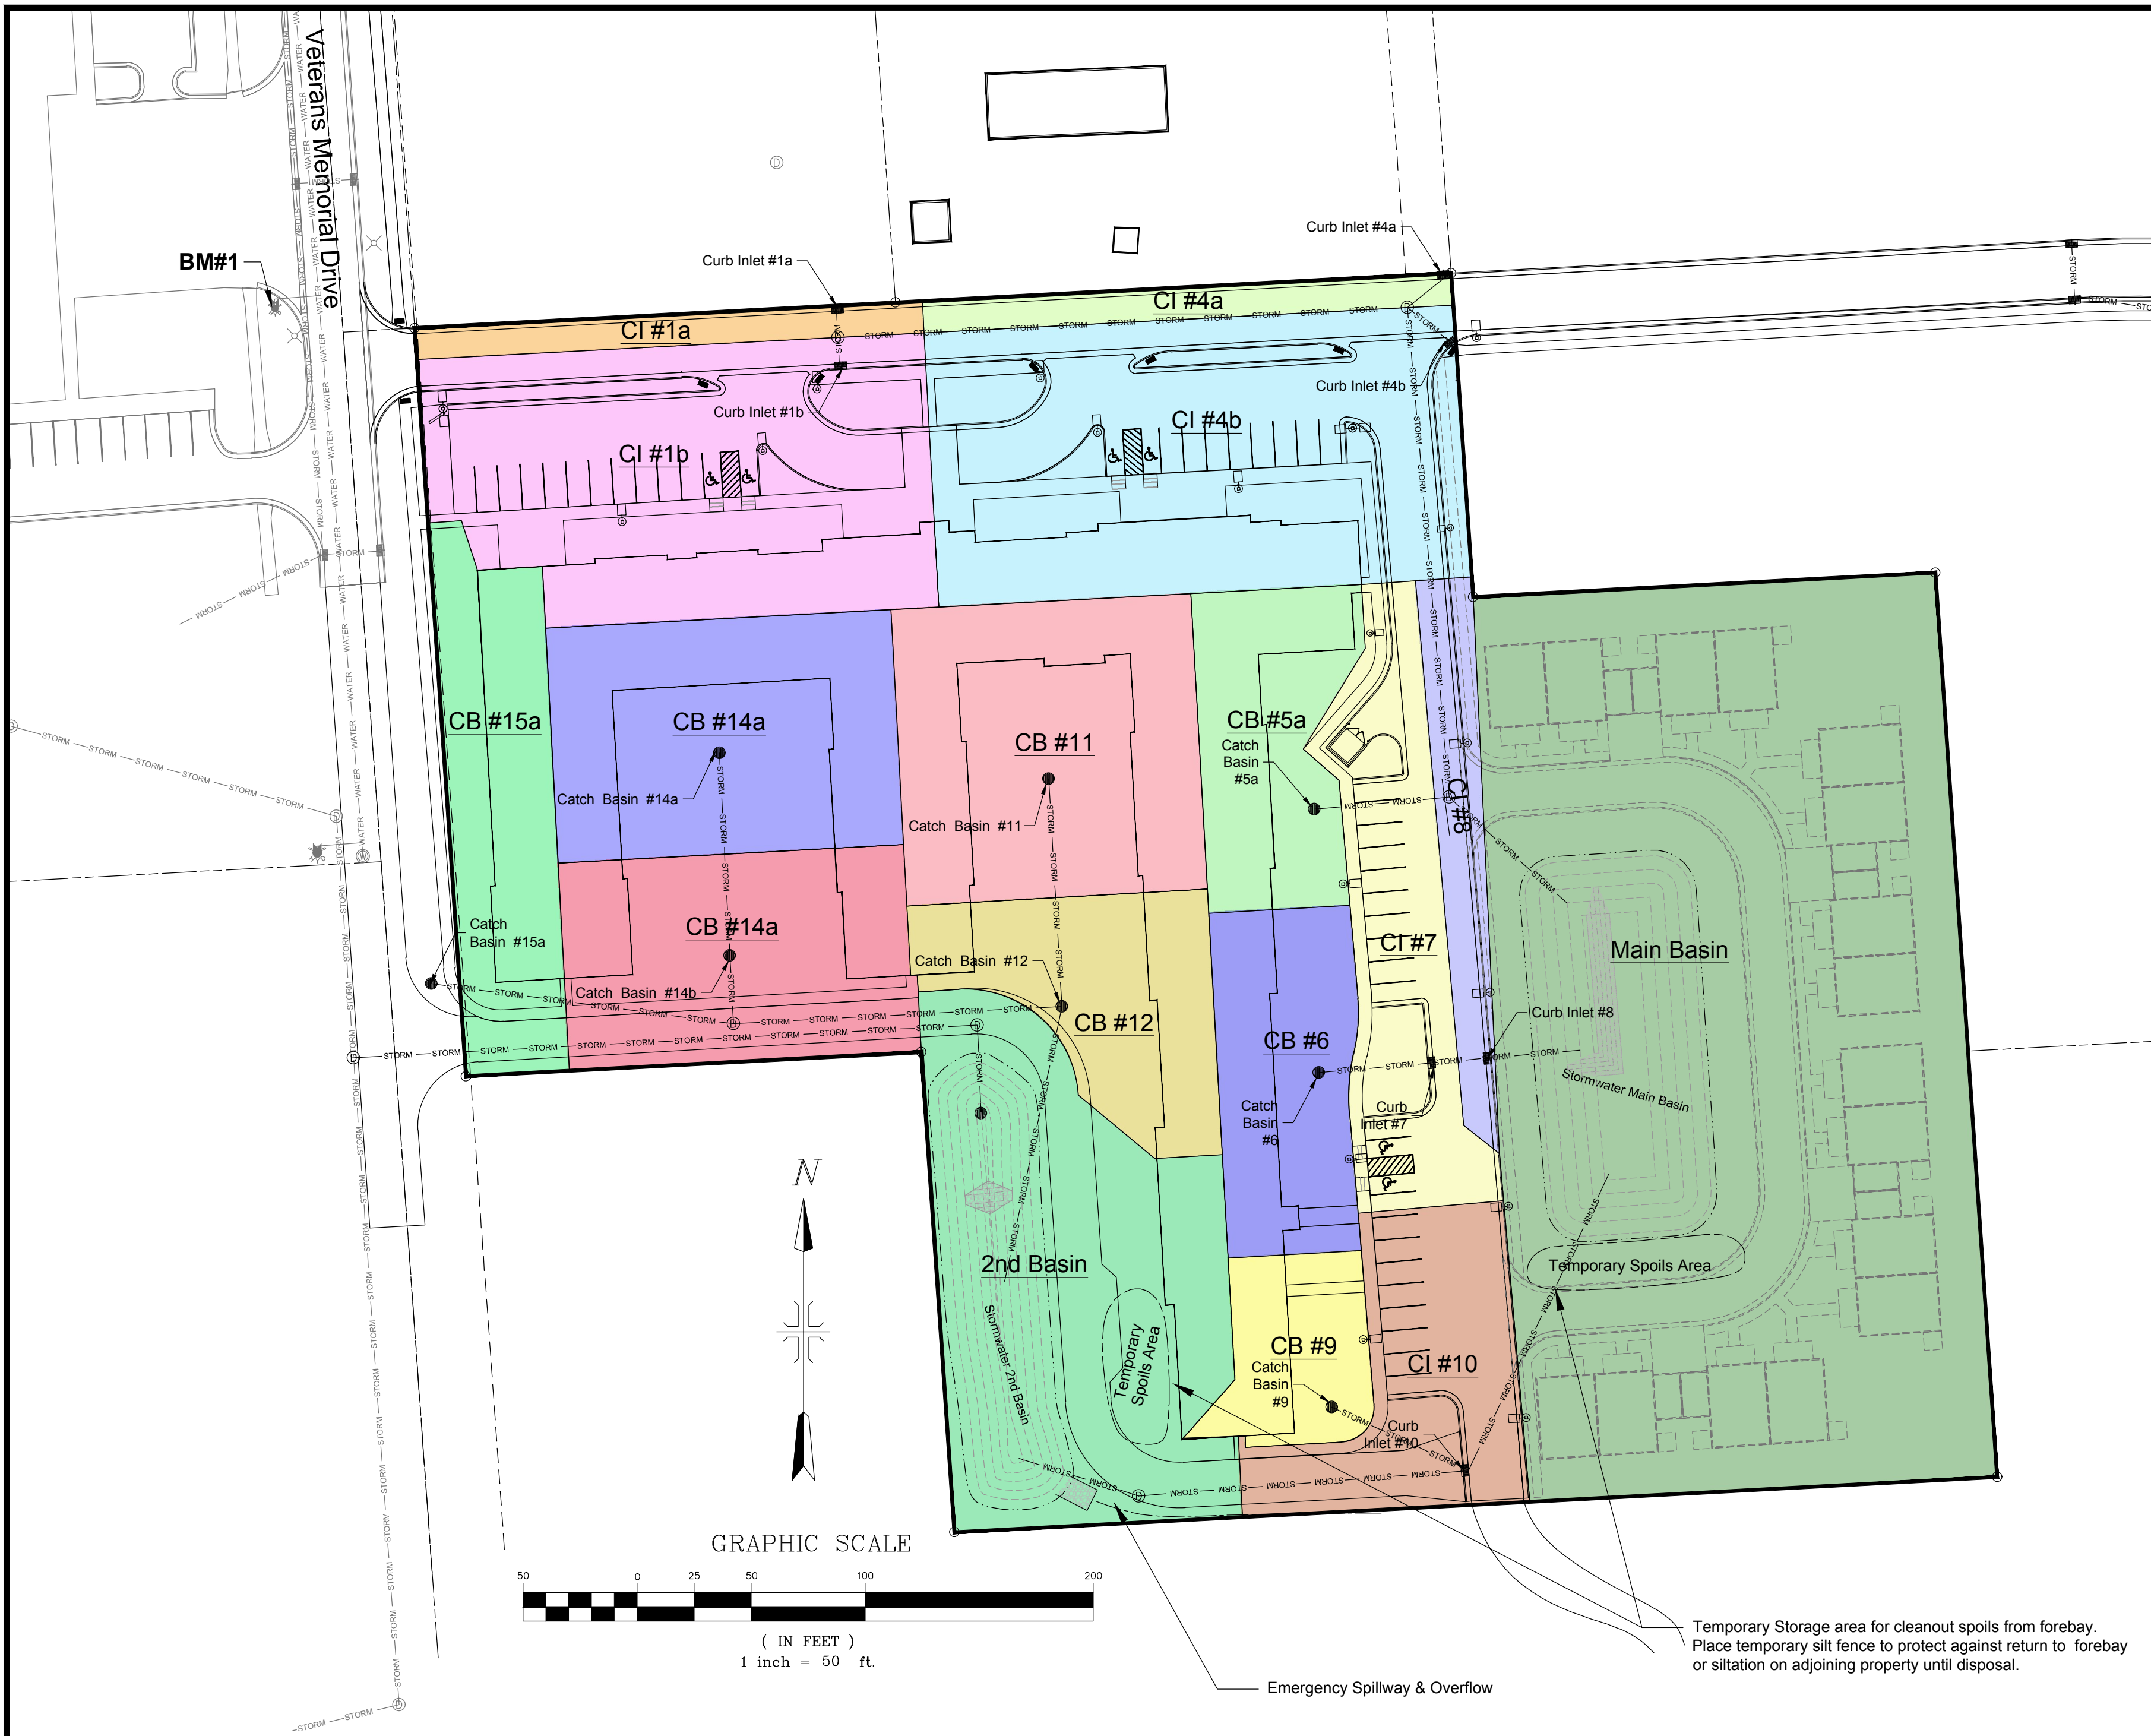 Veterans Memorial Drive
BM#1
Curb Inlet #1a
Curb Inlet #4a
CI #1a
CI #4a
Curb Inlet #1b
Curb Inlet #4b
CI #1b
CI #4b
CB #15a
CB #14a
CB #11
CB #5a
Catch
Basin
#5a
Catch Basin #14a
Catch Basin #11
CI #8
CB #14a
Catch
Basin #15a
Catch Basin #14b
Catch Basin #12
CB #12
CI #7
Main Basin
CB #6
Curb Inlet #8
Stormwater Main Basin
Catch
Basin
#6
Curb
Inlet #7
N
2nd Basin
Stormwater 2nd Basin
Temporary
Spoils Area
Temporary Spoils Area
CB #9
Catch
Basin
#9
CI #10
Curb
Inlet #10
STORM
WATER
D
W
GRAPHIC SCALE
50 0 25 50 100 200
( IN FEET )
1 inch = 50 ft.
Temporary Storage area for cleanout spoils from forebay.
Place temporary silt fence to protect against return to forebay
or siltation on adjoining property until disposal.
Emergency Spillway & Overflow